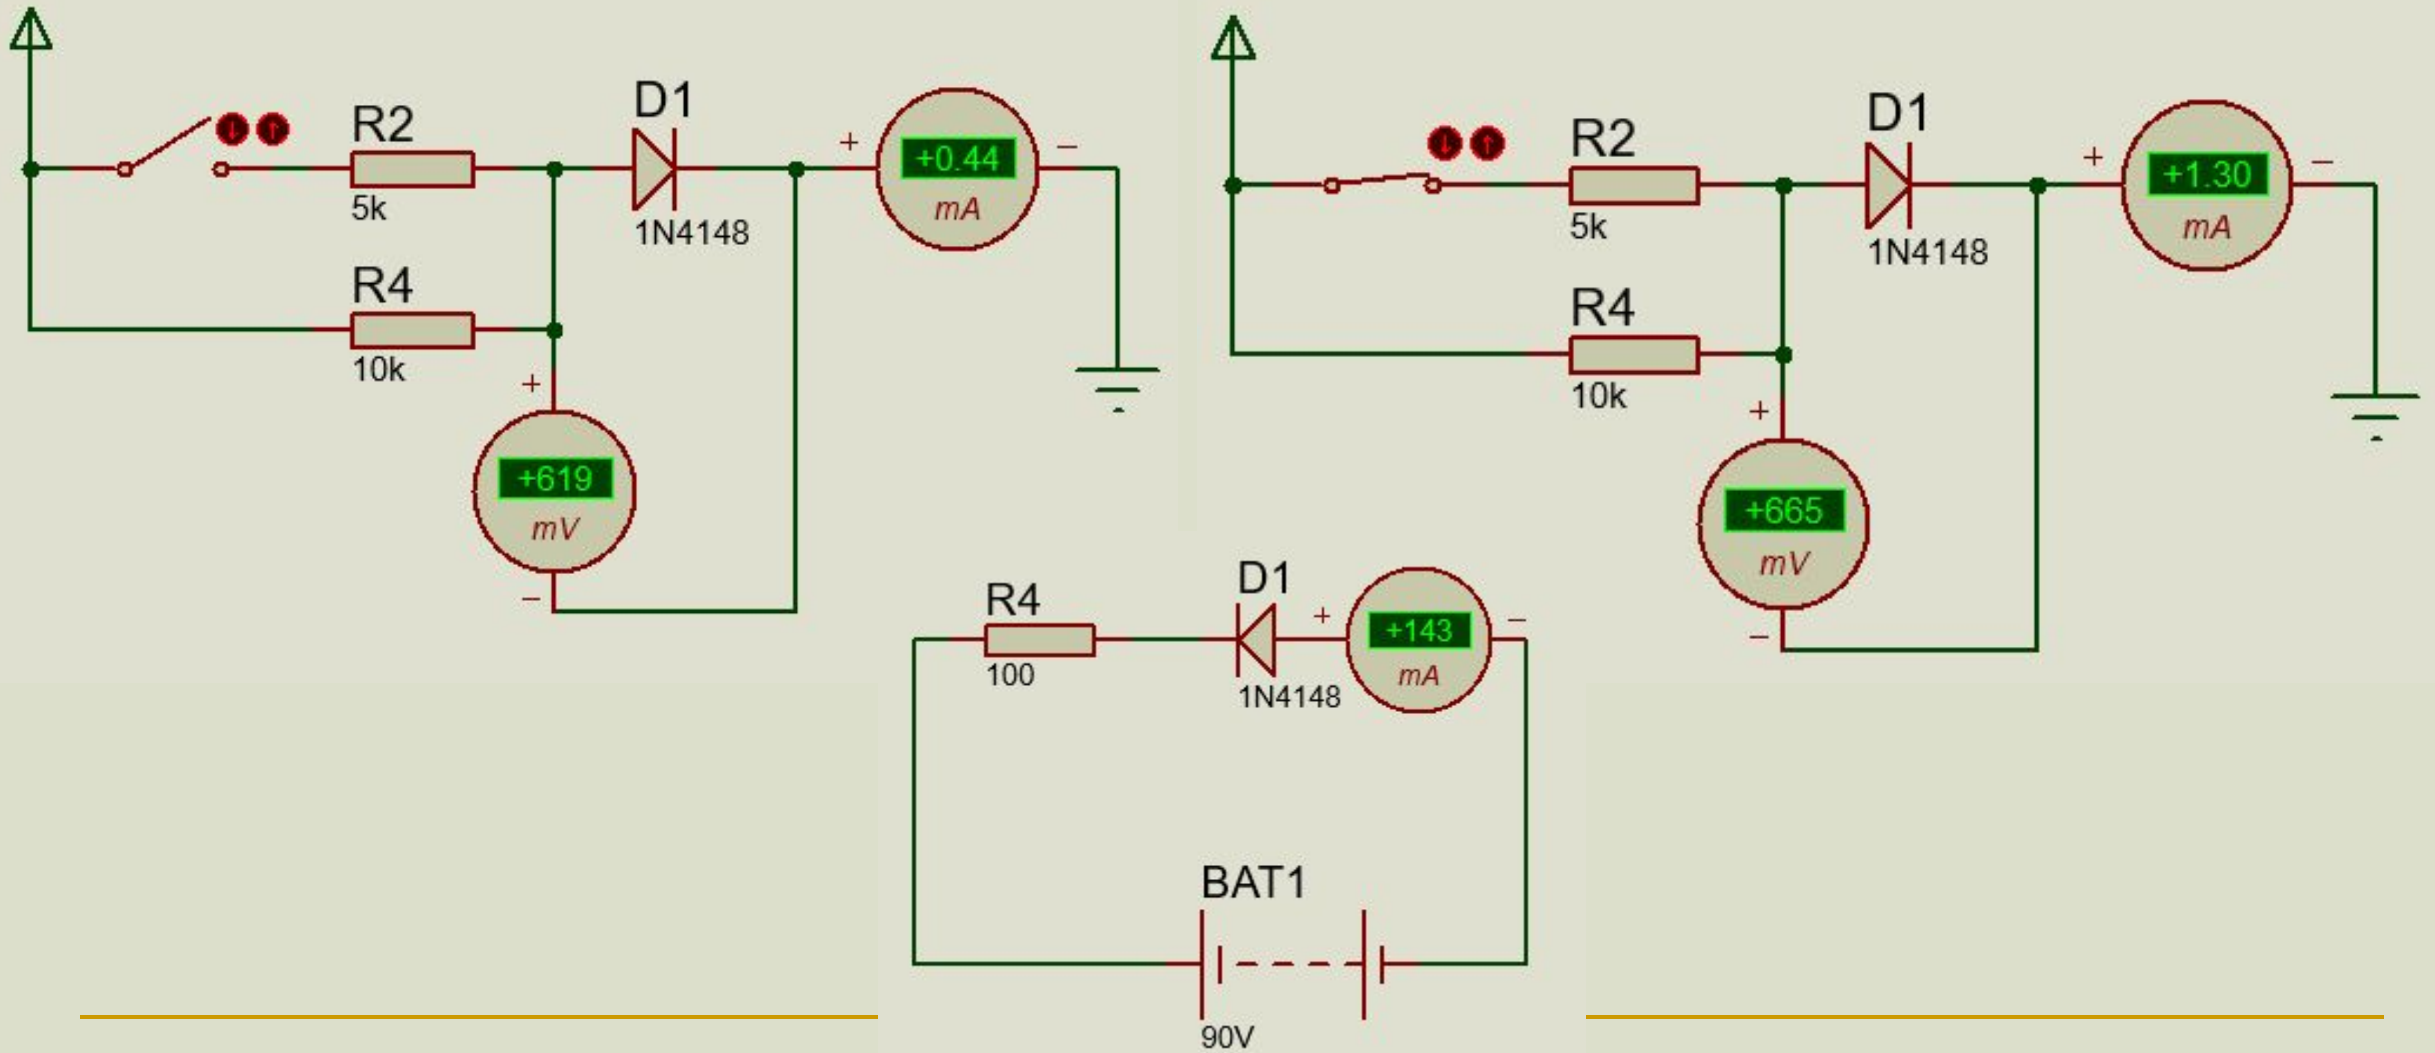 R2
5k
D1
1N4148
+
+0.44
mA
−
R4
10k
+
+619
mV
−
R2
5k
D1
1N4148
+
+1.30
mA
−
R4
10k
+
+665
mV
−
R4
100
D1
1N4148
+
+143
mA
−
BAT1
90V